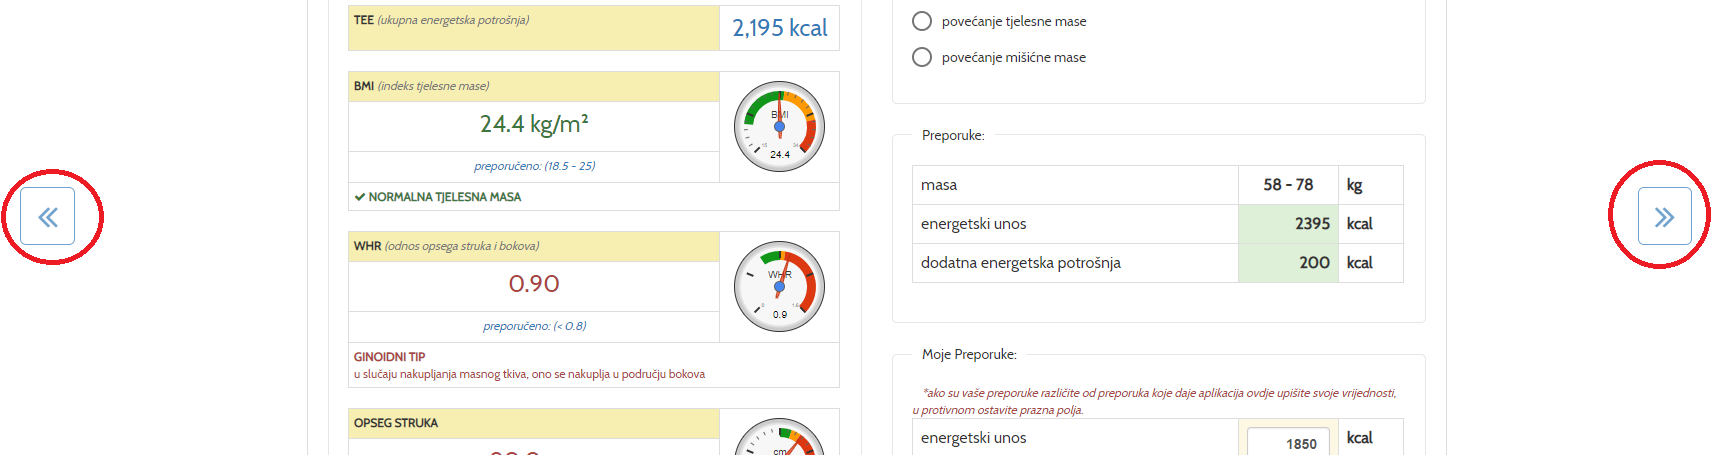 TEE (ukupna energetska potrošnja)
2,195 kcal
BMI (indeks tjelesne mase)
24.4 kg/m²
preporučeno: (18.5 - 25)
✔ NORMALNA TJELESNA MASA
BMI
15
34
24.4
WHR (odnos opsega struka i bokova)
0.90
preporučeno: (< 0.8)
GINOIDNI TIP
u slučaju nakupljanja masnog tkiva, ono se nakuplja u području bokova
WHR
0
0.9
OPSEG STRUKA
cm
povećanje tjelesne mase
povećanje mišićne mase
Preporuke:
masa 58 - 78 kg
energetski unos 2395 kcal
dodatna energetska potrošnja 200 kcal
Moje Preporuke:
*ako su vaše preporuke različite od preporuka koje daje aplikacija ovdje upišite svoje vrijednosti,
u protivnom ostavite prazna polja.
energetski unos 1850 kcal